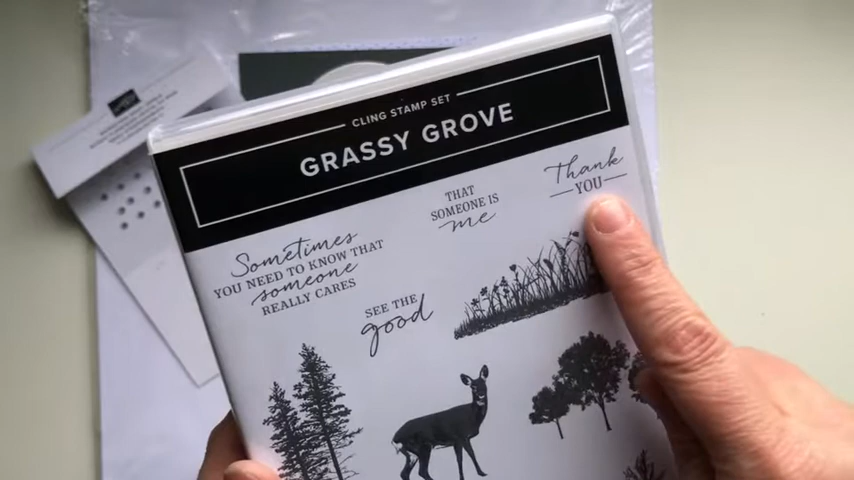 CLING STAMP SET
GRASSY GROVE
Thank
YOU
THAT
SOMEONE IS
me
Sometimes
YOU NEED TO KNOW THAT
someone
REALLY CARES
SEE THE
good